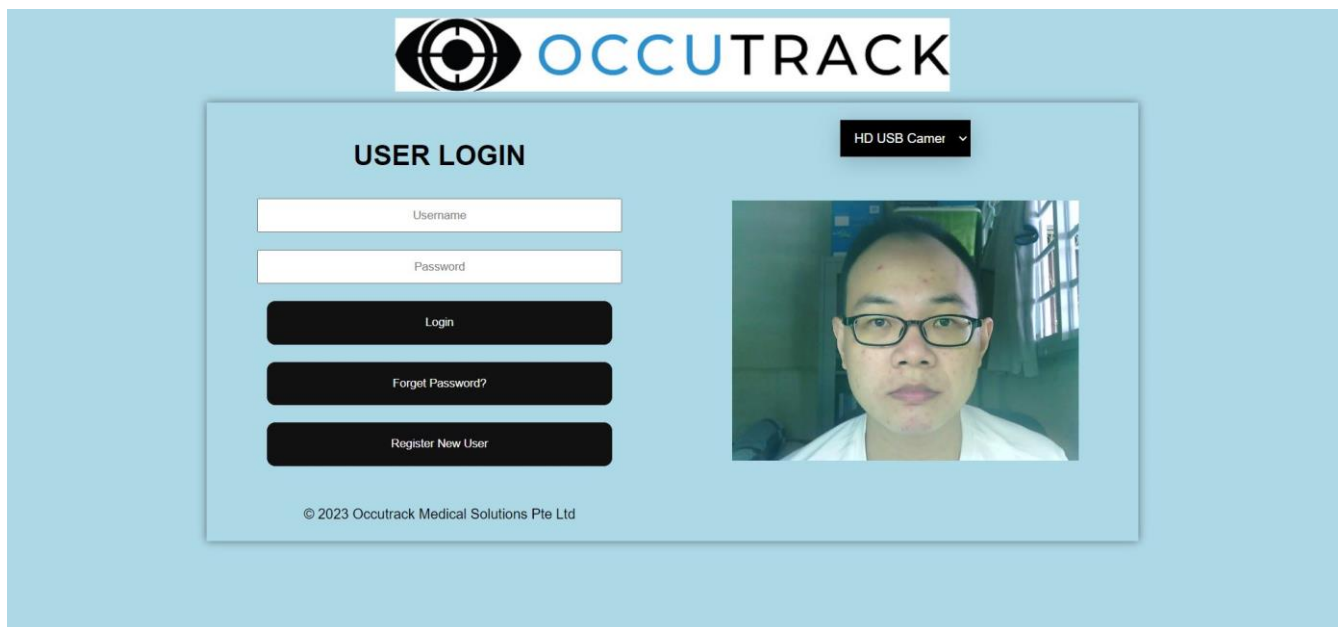 OCCUTRACK
USER LOGIN
HD USB Camer
Username
Password
Login
Forget Password?
Register New User
© 2023 Occutrack Medical Solutions Pte Ltd